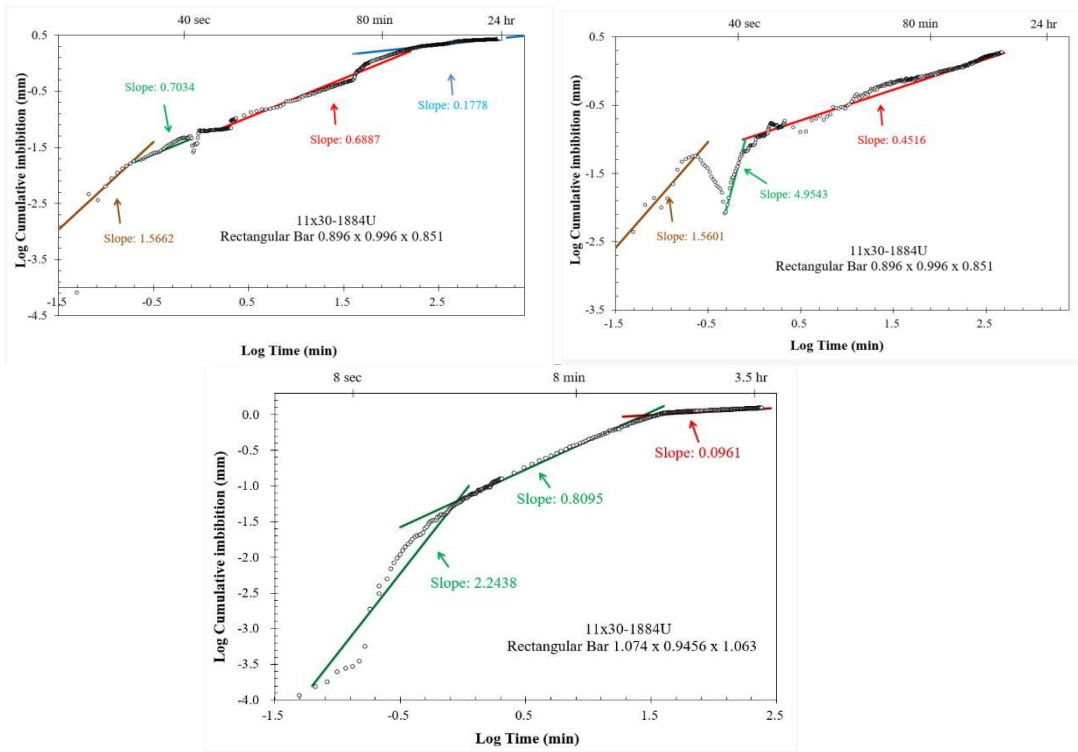 40 sec 80 min 24 hr
0.5
-0.5
-1.5
-2.5
-3.5
-4.5
Log Cumulative imbibition (mm)
Slope: 0.7034
Slope: 0.1778
Slope: 0.6887
Slope: 1.5662
11x30-1884U
Rectangular Bar 0.896 x 0.996 x 0.851
-1.5 -0.5 0.5 1.5 2.5
Log Time (min)
40 sec 80 min 24 hr
0.5
-0.5
-1.5
-2.5
-3.5
Log Cumulative imbibition (mm)
Slope: 0.4516
Slope: 4.9543
Slope: 1.5601
11x30-1884U
Rectangular Bar 0.896 x 0.996 x 0.851
-1.5 -0.5 0.5 1.5 2.5
Log Time (min)
8 sec 8 min 3.5 hr
0.0
-0.5
-1.0
-1.5
-2.0
-2.5
-3.0
-3.5
-4.0
Log Cumulative imbibition (mm)
Slope: 0.0961
Slope: 0.8095
Slope: 2.2438
11x30-1884U
Rectangular Bar 1.074 x 0.9456 x 1.063
-1.5 -0.5 0.5 1.5 2.5
Log Time (min)